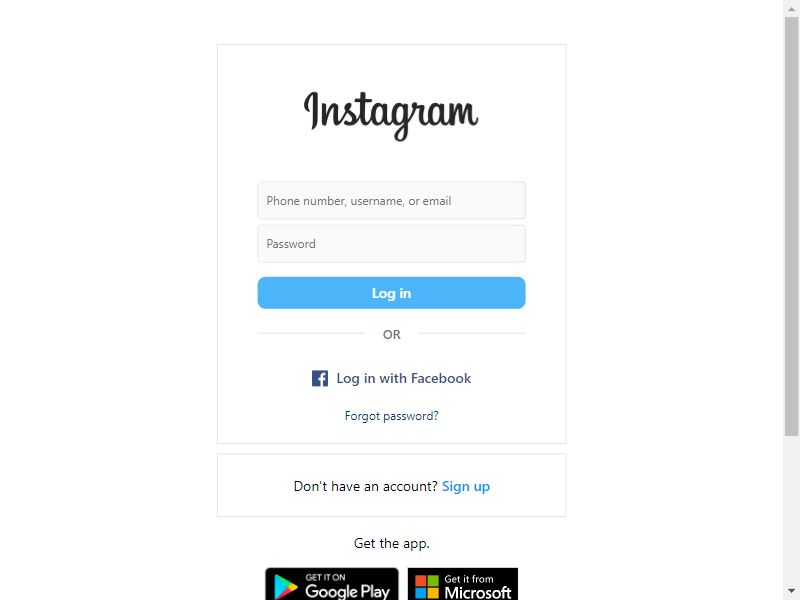 Instagram
Phone number, username, or email
Password
Log in
OR
Log in with Facebook
Forgot password?
Don't have an account? Sign up
Get the app.
GET IT ON
Google Play
Get it from
Microsoft